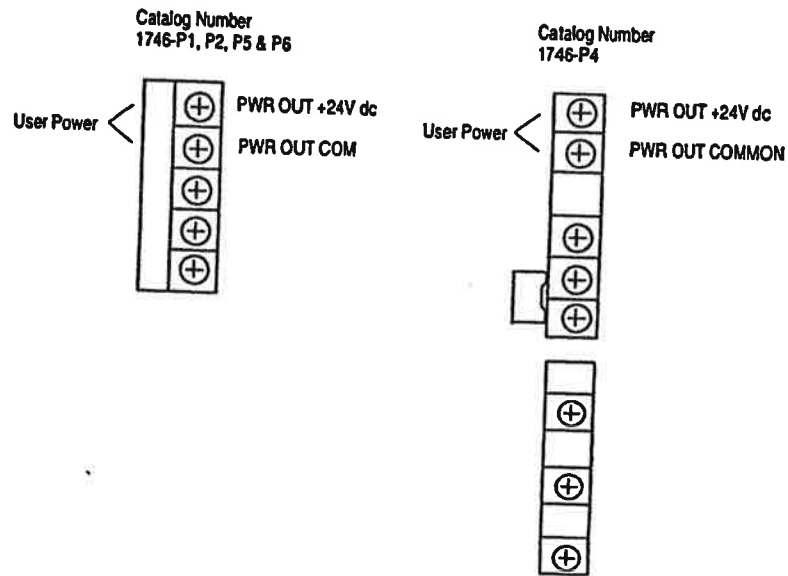 Catalog Number
1746-P1, P2, P5 & P6
User Power
PWR OUT +24V dc
PWR OUT COM
Catalog Number
1746-P4
User Power
PWR OUT +24V dc
PWR OUT COMMON